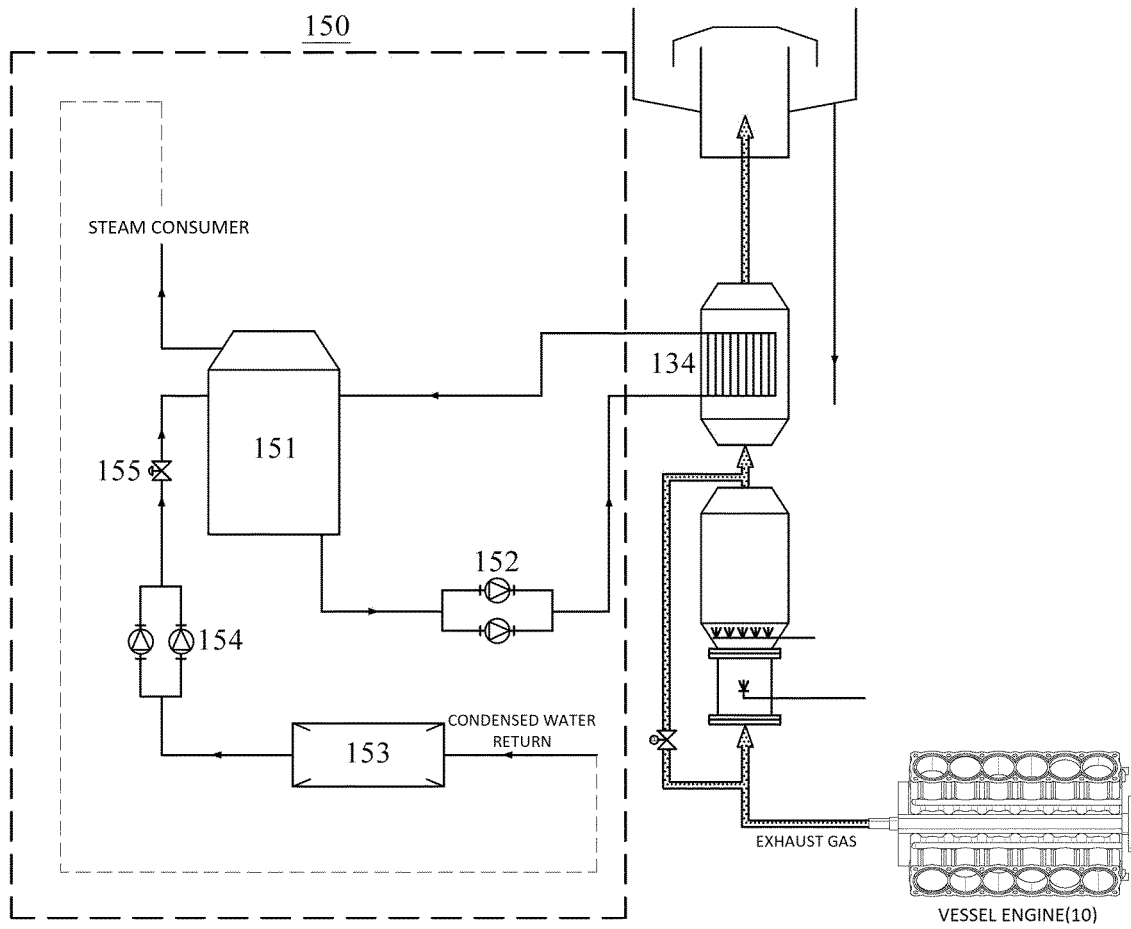 150
STEAM CONSUMER
134
151
155
152
154
CONDENSED WATER
RETURN
153
EXHAUST GAS
VESSEL ENGINE(10)